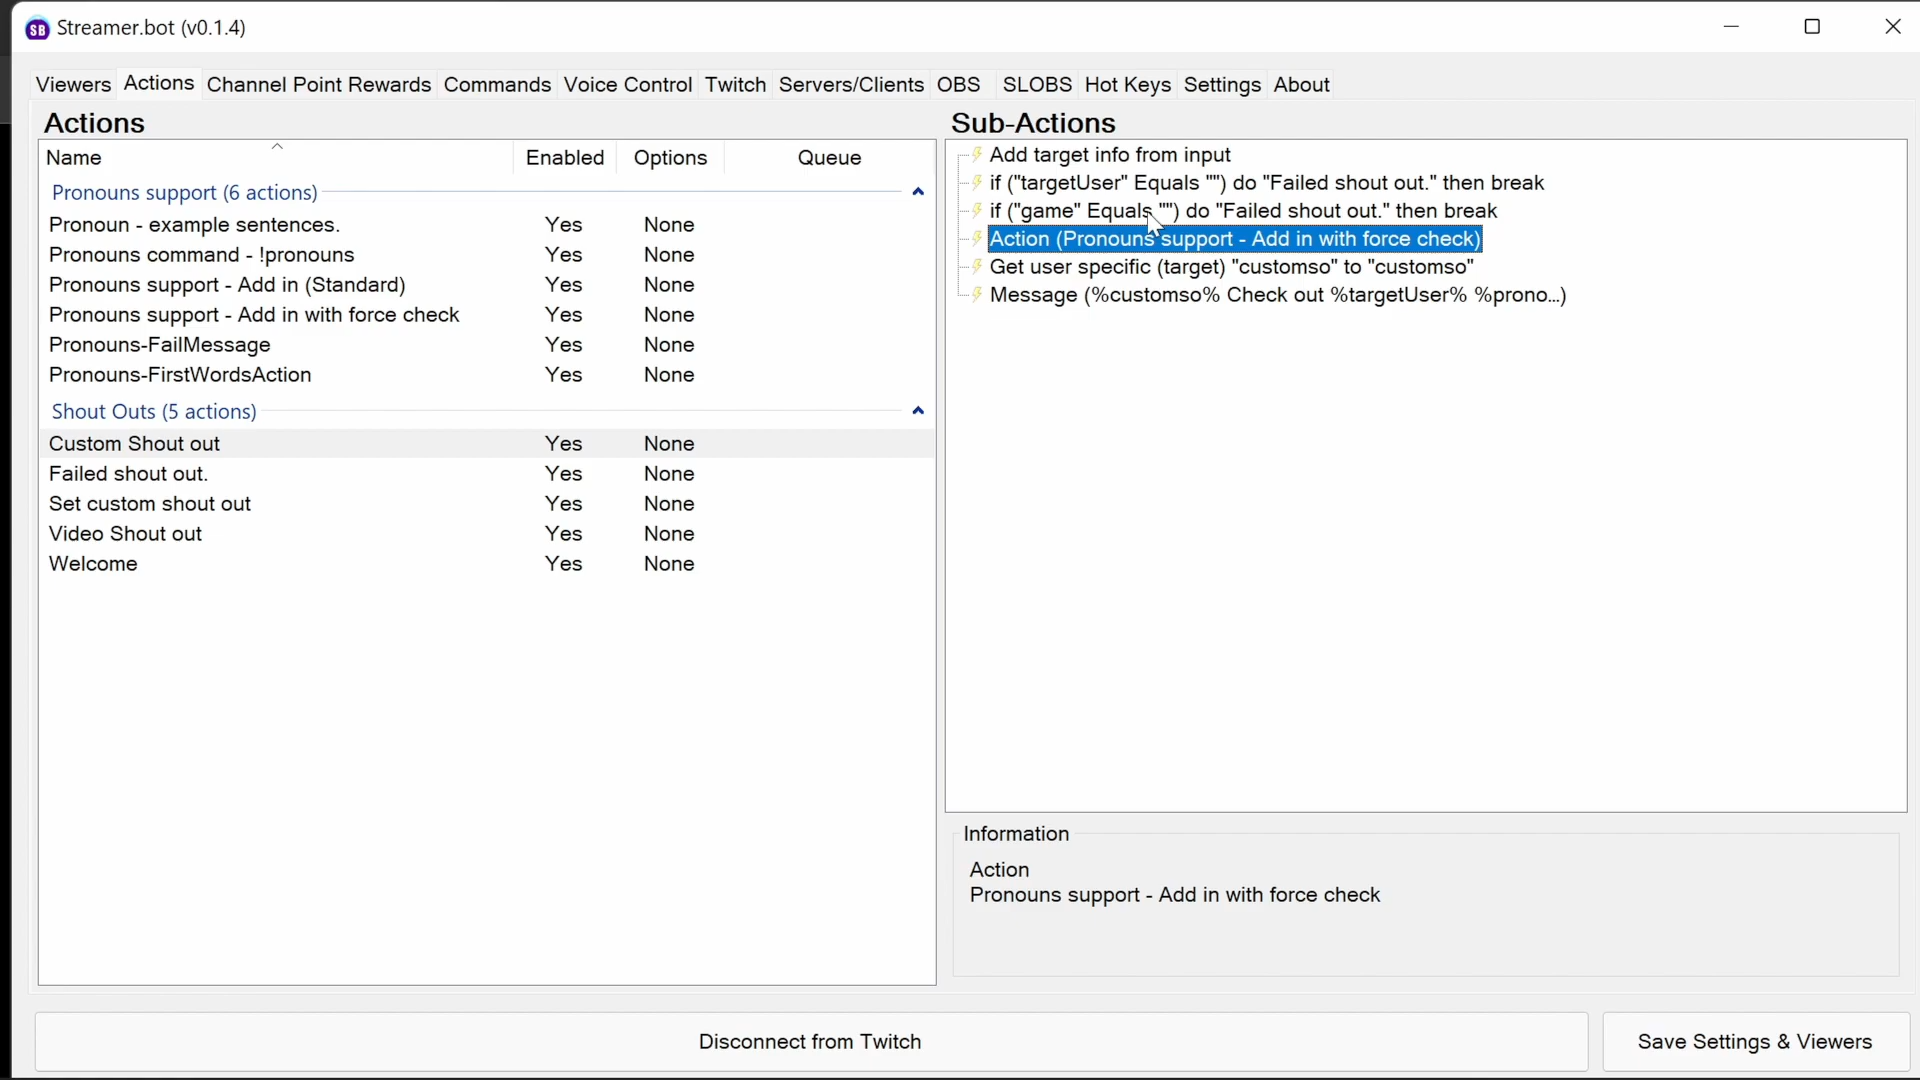 SB Streamer.bot (v0.1.4)
Viewers Actions Channel Point Rewards Commands Voice Control Twitch Servers/Clients OBS SLOBS Hot Keys Settings About
Actions
Name Enabled Options Queue
Pronouns support (6 actions)
Pronoun - example sentences. Yes None
Pronouns command - !pronouns Yes None
Pronouns support - Add in (Standard) Yes None
Pronouns support - Add in with force check Yes None
Pronouns-FailMessage Yes None
Pronouns-FirstWordsAction Yes None
Shout Outs (5 actions)
Custom Shout out Yes None
Failed shout out. Yes None
Set custom shout out Yes None
Video Shout out Yes None
Welcome Yes None
Sub-Actions
Add target info from input
if ("targetUser" Equals "") do "Failed shout out." then break
if ("game" Equals "") do "Failed shout out." then break
Action (Pronouns support - Add in with force check)
Get user specific (target) "customso" to "customso"
Message (%customso% Check out %targetUser% %prono...)
Information
Action
Pronouns support - Add in with force check
Disconnect from Twitch
Save Settings & Viewers